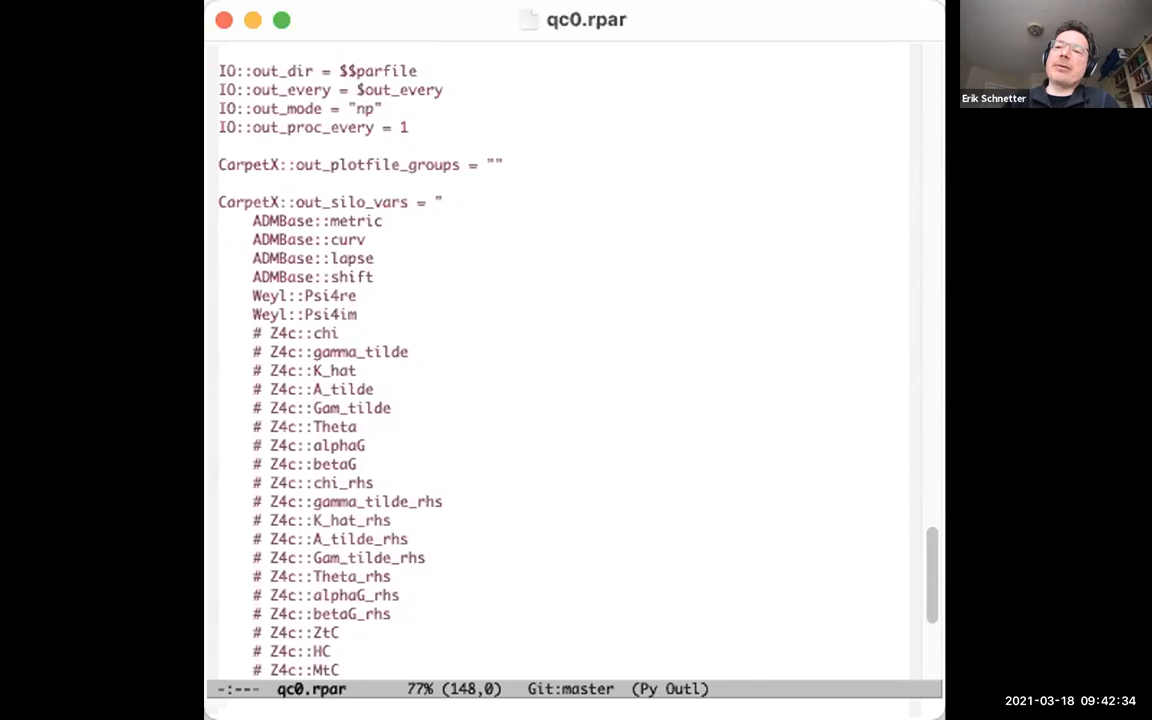 qc0.rpar
IO::out_dir = $$parfile
IO::out_every = $out_every
IO::out_mode = "np"
IO::out_proc_every = 1
CarpetX::out_plotfile_groups = ""
CarpetX::out_silo_vars = "
ADMBase::metric
ADMBase::curv
ADMBase::lapse
ADMBase::shift
Weyl::Psi4re
Weyl::Psi4im
# Z4c::chi
# Z4c::gamma_tilde
# Z4c::K_hat
# Z4c::A_tilde
# Z4c::Gam_tilde
# Z4c::Theta
# Z4c::alphaG
# Z4c::betaG
# Z4c::chi_rhs
# Z4c::gamma_tilde_rhs
# Z4c::K_hat_rhs
# Z4c::A_tilde_rhs
# Z4c::Gam_tilde_rhs
# Z4c::Theta_rhs
# Z4c::alphaG_rhs
# Z4c::betaG_rhs
# Z4c::ZtC
# Z4c::HC
# Z4c::MtC
-:--- qc0.rpar 77% (148,0) Git:master (Py Outl)
Erik Schnetter
2021-03-18 09:42:34